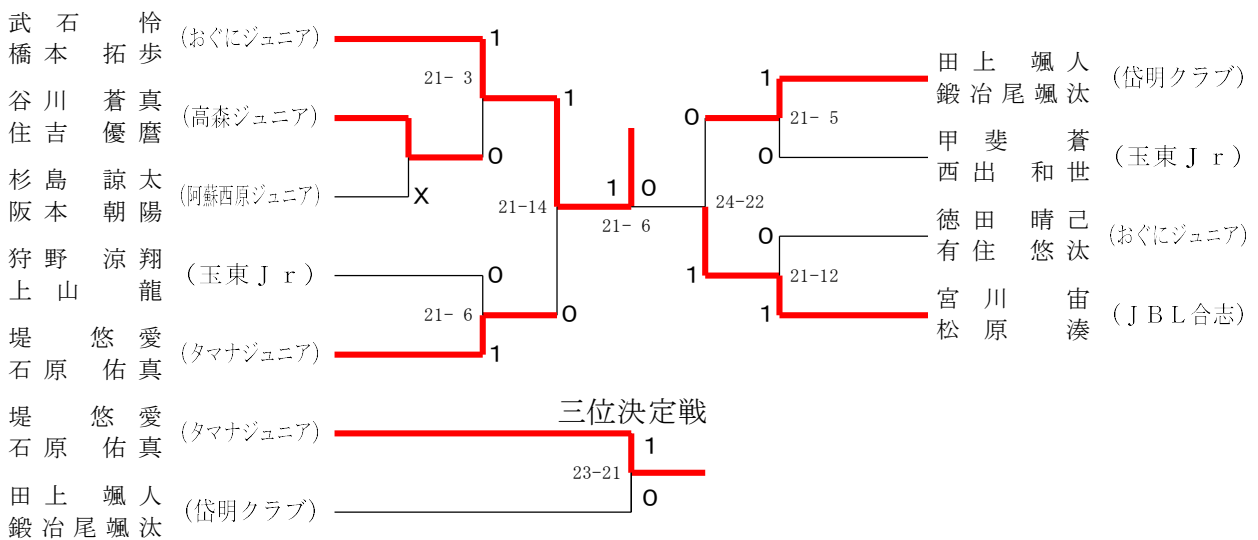 武石 怜
橋本 拓歩
(おぐにジュニア)
1
21- 3
谷川 蒼真
住吉 優麿
(高森ジュニア)
0
杉島 諒太
阪本 朝陽
(阿蘇西原ジュニア)
X
1
21-14
狩野 涼翔
上山 龍
(玉東Ｊｒ)
0
21- 6
0
堤 悠愛
石原 佑真
(タマナジュニア)
1
1 0
21- 6
田上 颯人
鍛冶尾颯汰
(岱明クラブ)
1
0
21- 5
甲斐 蒼
西出 和世
(玉東Ｊｒ)
0
24-22
徳田 晴己
有住 悠汰
(おぐにジュニア)
0
1
21-12
宮川 宙
松原 湊
(ＪＢＬ合志)
1
三位決定戦
堤 悠愛
石原 佑真
(タマナジュニア)
1
23-21
0
田上 颯人
鍛冶尾颯汰
(岱明クラブ)